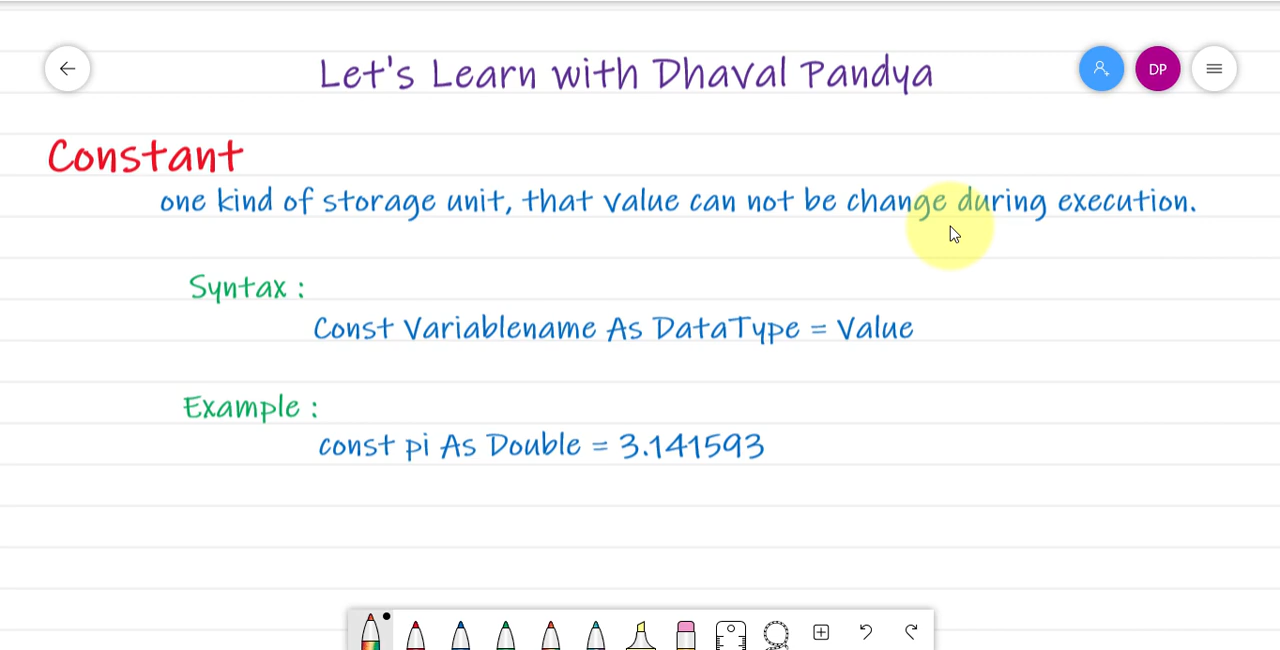 Let's Learn with Dhaval Pandya
DP
Constant
one kind of storage unit, that value can not be change during execution.
Syntax :
Const Variablename As DataType = Value
Example :
const pi As Double = 3.141593